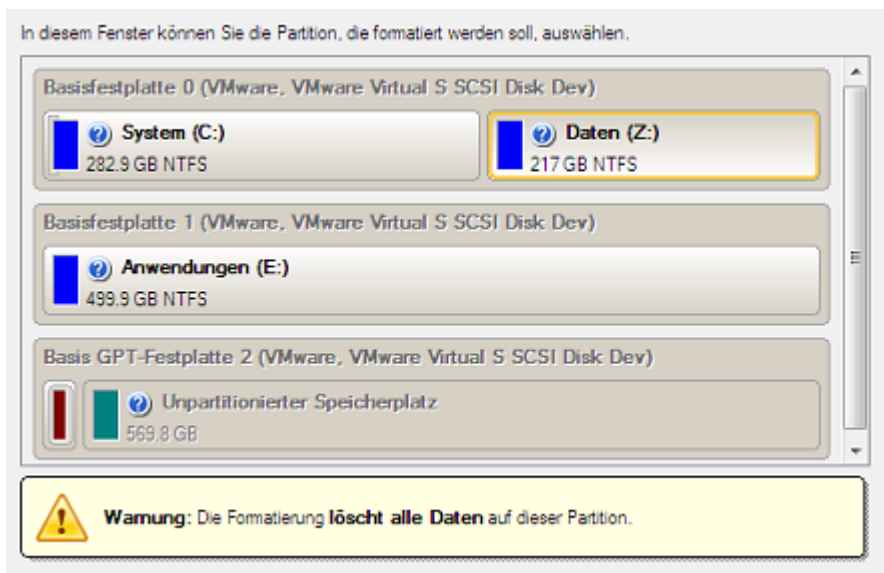 In diesem Fenster können Sie die Partition, die formatiert werden soll, auswählen.
Basisfestplatte 0 (VMware, VMware Virtual S SCSI Disk Dev)
System (C:)
282.9 GB NTFS
Daten (Z:)
217 GB NTFS
Basisfestplatte 1 (VMware, VMware Virtual S SCSI Disk Dev)
Anwendungen (E:)
499.9 GB NTFS
Basis GPT-Festplatte 2 (VMware, VMware Virtual S SCSI Disk Dev)
Unpartitionierter Speicherplatz
569,8 GB
Warnung: Die Formatierung löscht alle Daten auf dieser Partition.